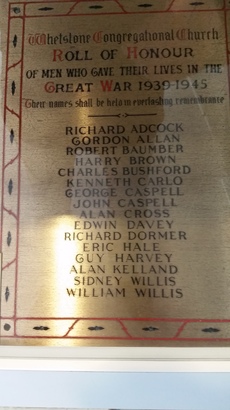 Whetstone Congregational Church
ROLL OF HONOUR
OF MEN WHO GAVE THEIR LIVES IN THE
GREAT WAR 1939-1945
Their names shall be held in everlasting remembrance
RICHARD ADCOCK
GORDON ALLAN
ROBERT BAUMBER
HARRY BROWN
CHARLES BUSHFORD
KENNETH CARLO
GEORGE CASPELL
JOHN CASPELL
ALAN CROSS
EDWIN DAVEY
RICHARD DORMER
ERIC HALE
GUY HARVEY
ALAN KELLAND
SIDNEY WILLIS
WILLIAM WILLIS